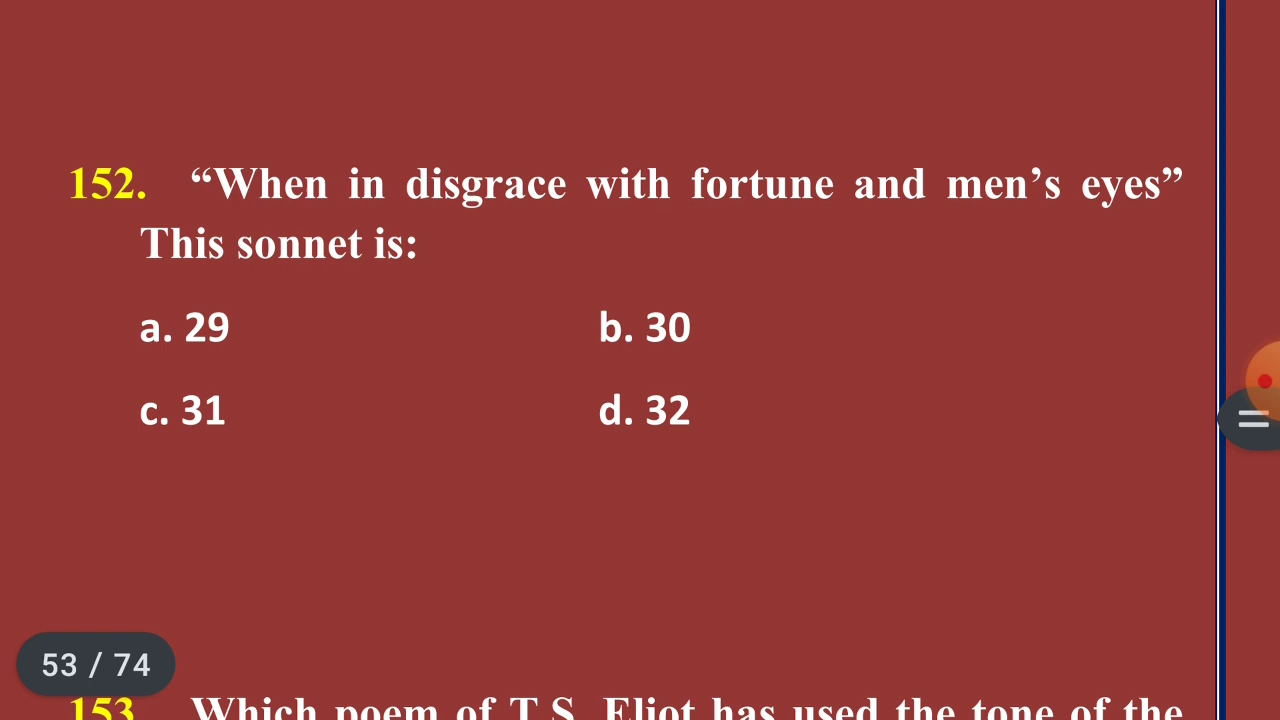 152. “When in disgrace with fortune and men’s eyes”
This sonnet is:
a. 29 b. 30
c. 31 d. 32
53 / 74
153. Which poem of T.S. Eliot has used the tone of the